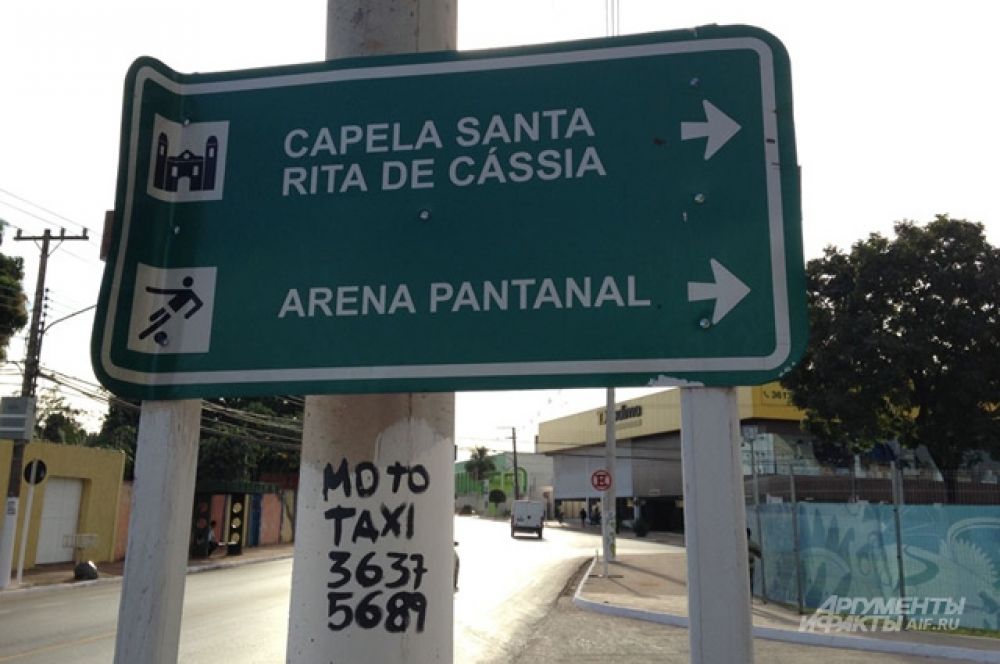 CAPELA SANTA
RITA DE CÁSSIA
ARENA PANTANAL
MOTO
TAXI
3637
5689
E
АРГУМЕНТЫ
И ФАКТЫ AIF.RU